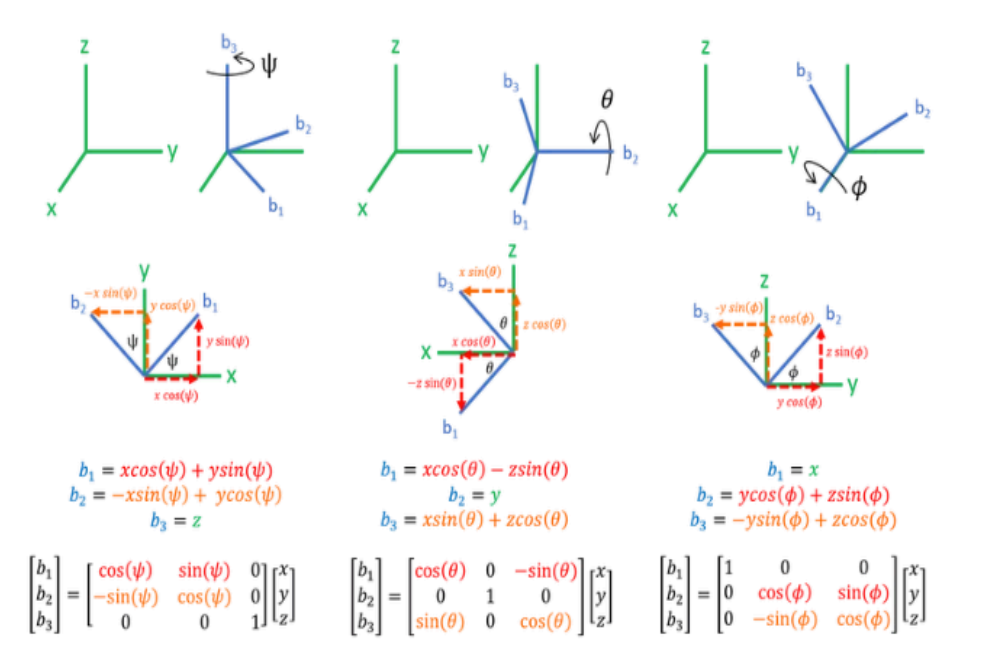 z
y
x
b₃
ψ
b₂
b₁
z
y
x
b₃
θ
b₂
b₁
z
y
x
b₃
b₂
ϕ
b₁
y
b₂
−x sin(ψ)
y cos(ψ)
b₁
ψ
ψ
y sin(ψ)
x
x cos(ψ)
z
x sin(θ)
b₃
θ
z cos(θ)
x cos(θ)
x
θ
−z sin(θ)
b₁
z
b₃
-y sin(ϕ)
z cos(ϕ)
b₂
ϕ
ϕ
z sin(ϕ)
y
y cos(ϕ)
b₁ = xcos(ψ) + ysin(ψ)
b₂ = −xsin(ψ) + ycos(ψ)
b₃ = z
b₁ = xcos(θ) − zsin(θ)
b₂ = y
b₃ = xsin(θ) + zcos(θ)
b₁ = x
b₂ = ycos(ϕ) + zsin(ϕ)
b₃ = −ysin(ϕ) + zcos(ϕ)
[b₁] [cos(ψ) sin(ψ) 0] [x]
[b₂] = [−sin(ψ) cos(ψ) 0] [y]
[b₃] [0 0 1] [z]
[b₁] [cos(θ) 0 −sin(θ)] [x]
[b₂] = [0 1 0] [y]
[b₃] [sin(θ) 0 cos(θ)] [z]
[b₁] [1 0 0] [x]
[b₂] = [0 cos(ϕ) sin(ϕ)] [y]
[b₃] [0 −sin(ϕ) cos(ϕ)] [z]